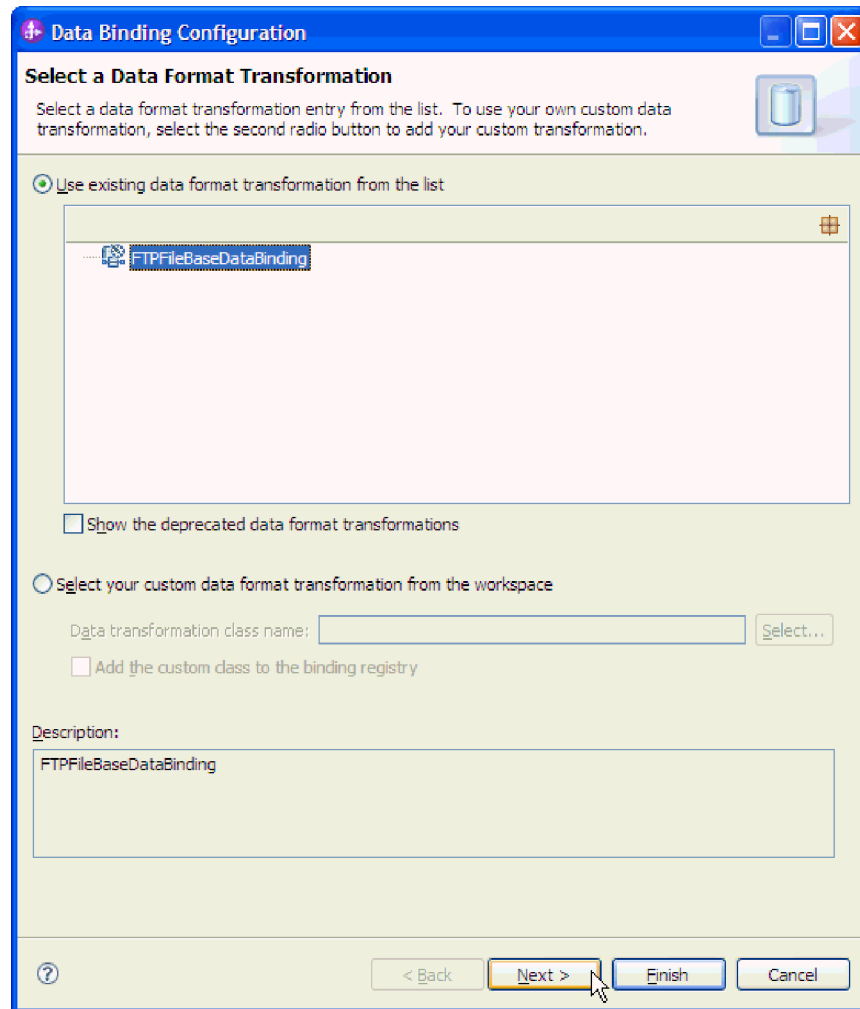 Data Binding Configuration
Select a Data Format Transformation
Select a data format transformation entry from the list. To use your own custom data
transformation, select the second radio button to add your custom transformation.
Use existing data format transformation from the list
FTPFileBaseDataBinding
Show the deprecated data format transformations
Select your custom data format transformation from the workspace
Data transformation class name:
Select...
Add the custom class to the binding registry
Description:
FTPFileBaseDataBinding
?
< Back
Next >
Finish
Cancel